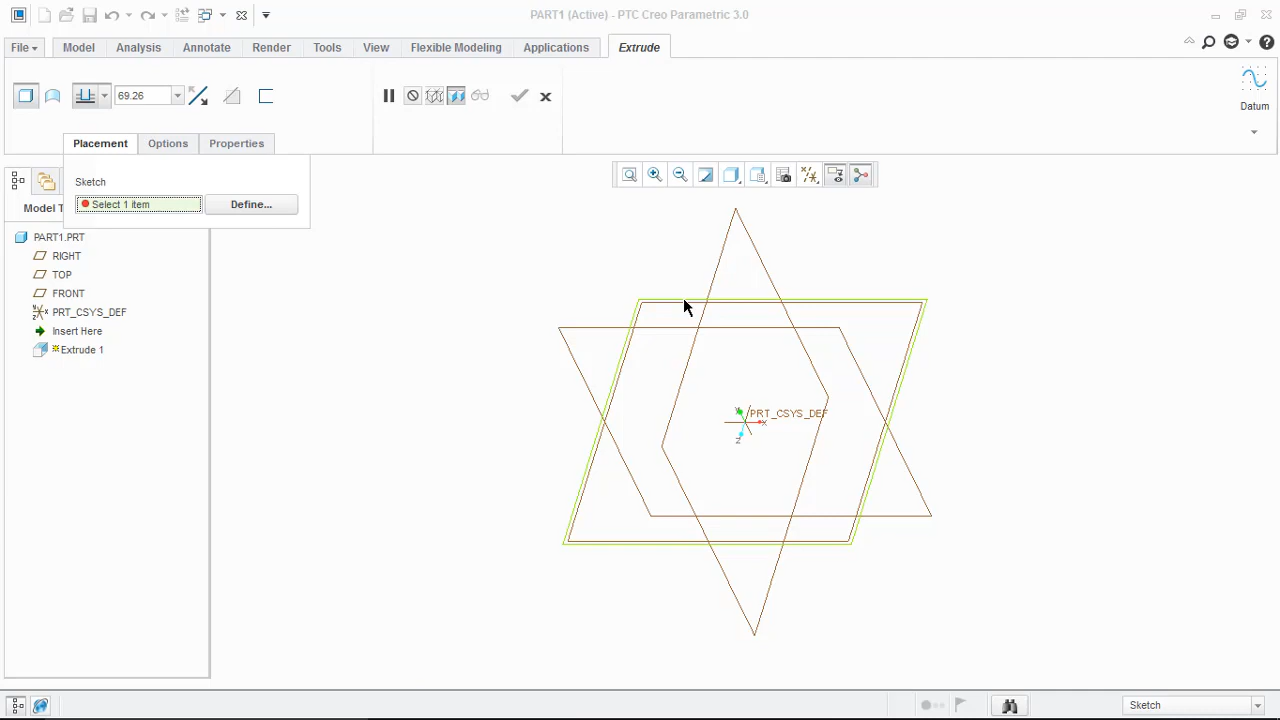 PART1 (Active) - PTC Creo Parametric 3.0
File Model Analysis Annotate Render Tools View Flexible Modeling Applications Extrude
69.26
Datum
Placement Options Properties
Sketch
Select 1 item Define...
Model T
PART1.PRT
RIGHT
TOP
FRONT
PRT_CSYS_DEF
Insert Here
Extrude 1
PRT_CSYS_DEF
Y
X
Z
Sketch